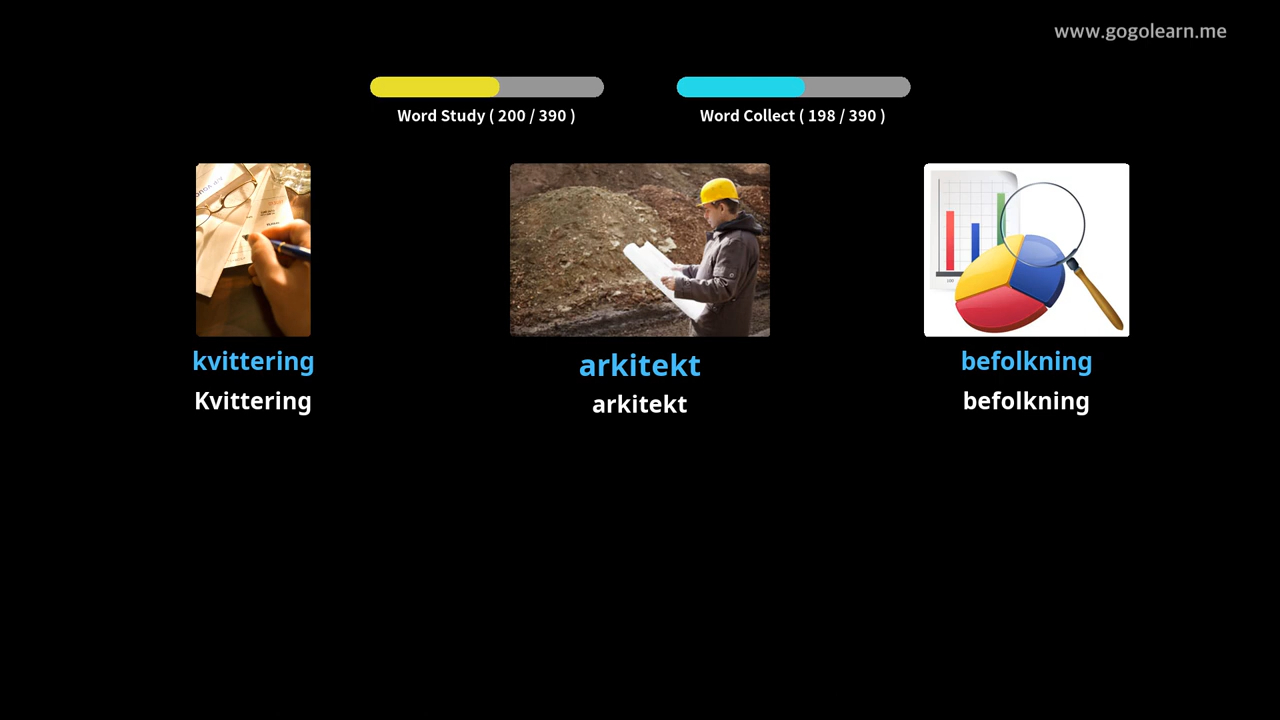 www.gogolearn.me
Word Study ( 200 / 390 )
Word Collect ( 198 / 390 )
kvittering
arkitekt
befolkning
Kvittering
arkitekt
befolkning